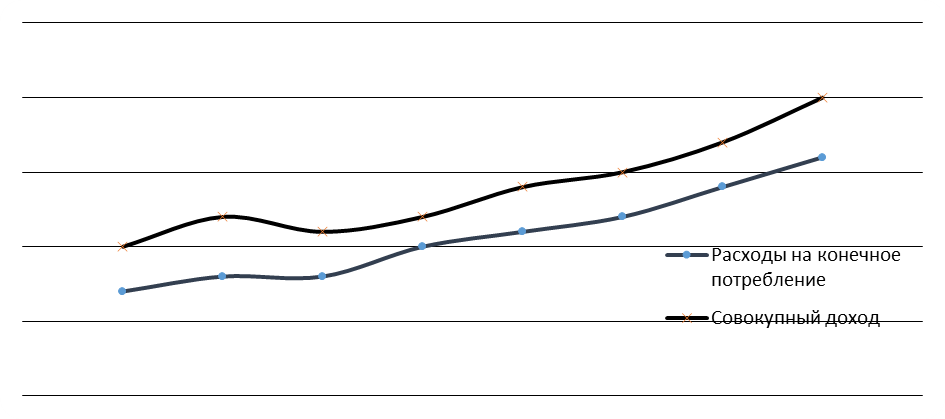 Расходы на конечное
потребление
Совокупный доход